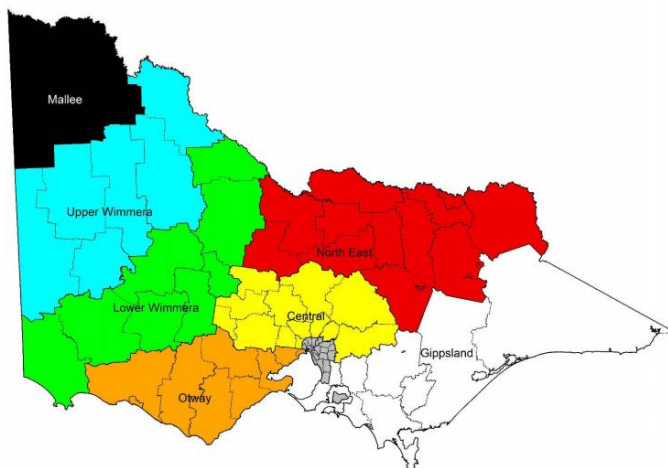 Mallee
Upper Wimmera
North East
Lower Wimmera
Central
Gippsland
Otway